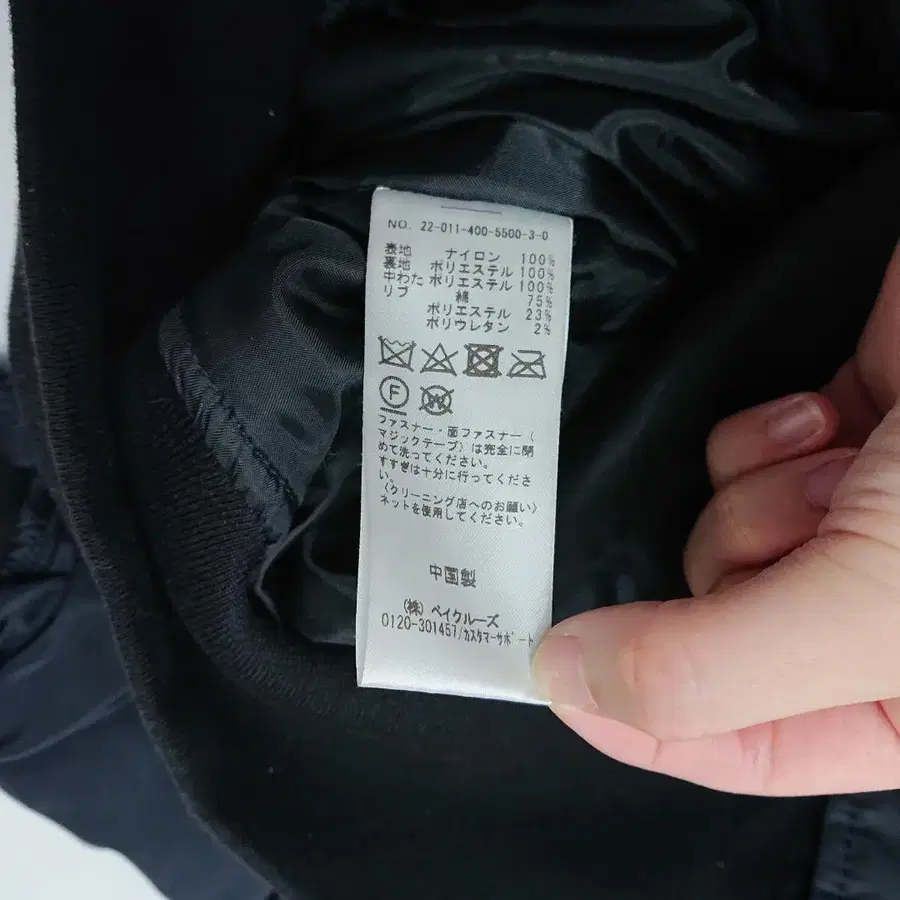 NO. 22-011-400-5500-3-0
表地 ナイロン 100%
裏地 ポリエステル 100%
中わた ポリエステル 100%
リブ 綿 75%
ポリエステル 23%
ポリウレタン 2%
F
W
ファスナー・面ファスナー(
マジックテープ)は完全に閉
めて洗ってください。
すすぎは十分に行ってくださ
い。
〈クリーニング店へのお願い〉
ネットを使用してください。
中国製
(株)ベイクルーズ
0120-301457/カスタマーサポート